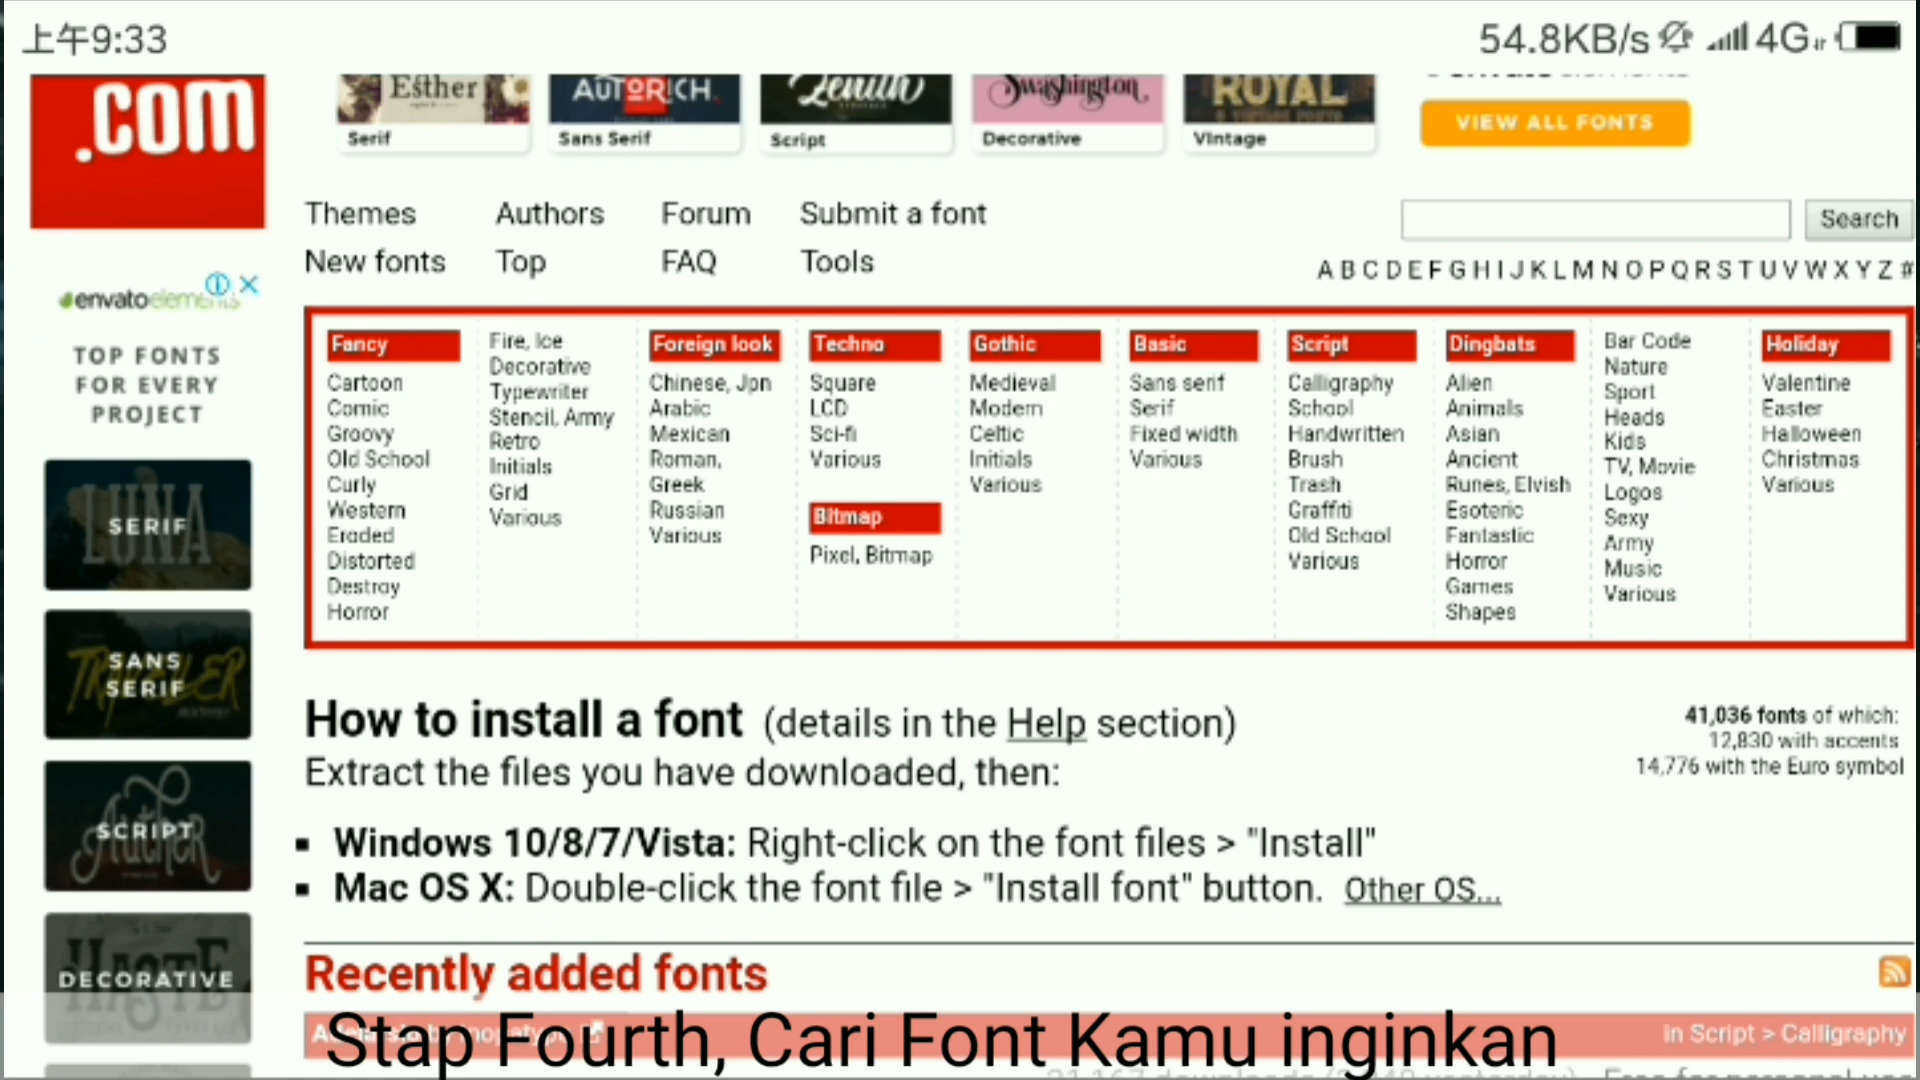 上午9:33
54.8KB/s 4G
.com
Esther
Serif
AUTORICH
Sans Serif
Zenith
Script
Swashington
Decorative
ROYAL
Vintage
VIEW ALL FONTS
Themes Authors Forum Submit a font
New fonts Top FAQ Tools
Search
A B C D E F G H I J K L M N O P Q R S T U V W X Y Z #
envatoelements
TOP FONTS
FOR EVERY
PROJECT
LUNA
SERIF
SANS
SERIF
SCRIPT
Auther
HASTE
DECORATIVE
Fancy
Cartoon
Comic
Groovy
Old School
Curly
Western
Eroded
Distorted
Destroy
Horror
Fire, Ice
Decorative
Typewriter
Stencil, Army
Retro
Initials
Grid
Various
Foreign look
Chinese, Jpn
Arabic
Mexican
Roman,
Greek
Russian
Various
Techno
Square
LCD
Sci-fi
Various
Bitmap
Pixel, Bitmap
Gothic
Medieval
Modern
Celtic
Initials
Various
Basic
Sans serif
Serif
Fixed width
Various
Script
Calligraphy
School
Handwritten
Brush
Trash
Graffiti
Old School
Various
Dingbats
Alien
Animals
Asian
Ancient
Runes, Elvish
Esoteric
Fantastic
Horror
Games
Shapes
Bar Code
Nature
Sport
Heads
Kids
TV, Movie
Logos
Sexy
Army
Music
Various
Holiday
Valentine
Easter
Halloween
Christmas
Various
How to install a font (details in the Help section)
Extract the files you have downloaded, then:
Windows 10/8/7/Vista: Right-click on the font files > "Install"
Mac OS X: Double-click the font file > "Install font" button. Other OS...
41,036 fonts of which:
12,830 with accents
14,776 with the Euro symbol
Recently added fonts
in Script > Calligraphy
Stap Fourth, Cari Font Kamu inginkan